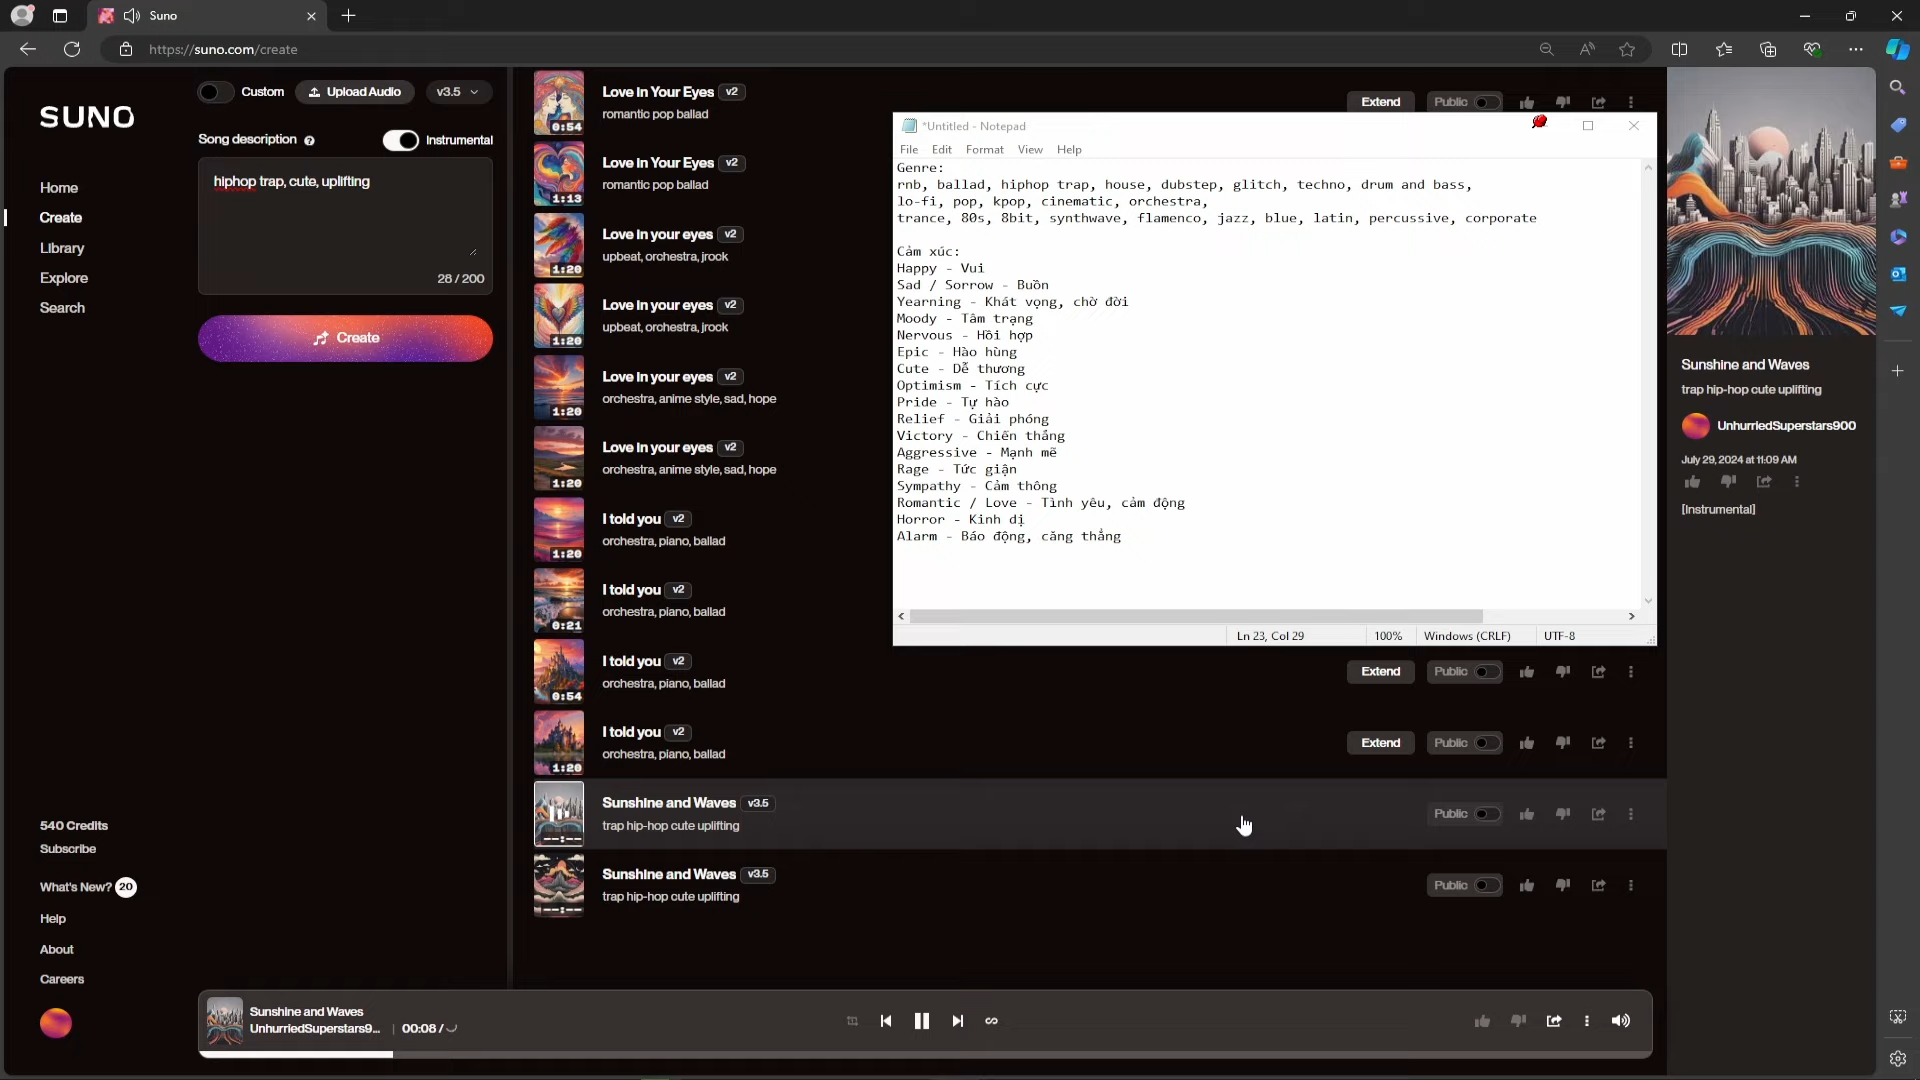 Suno
https://suno.com/create
SUNO
Home
Create
Library
Explore
Search
540 Credits
Subscribe
What's New? 20
Help
About
Careers
Custom
Upload Audio
v3.5
Song description
Instrumental
hiphop trap, cute, uplifting
28 / 200
Create
Love in Your Eyes v2
romantic pop ballad
0:54
Love in Your Eyes v2
romantic pop ballad
1:13
Love in your eyes v2
upbeat, orchestra, jrock
1:20
Love in your eyes v2
upbeat, orchestra, jrock
1:20
Love in your eyes v2
orchestra, anime style, sad, hope
1:20
Love in your eyes v2
orchestra, anime style, sad, hope
1:20
I told you v2
orchestra, piano, ballad
1:20
I told you v2
orchestra, piano, ballad
0:21
I told you v2
orchestra, piano, ballad
0:54
Extend Public
I told you v2
orchestra, piano, ballad
1:20
Extend Public
Sunshine and Waves v3.5
trap hip-hop cute uplifting
--:--
Public
Sunshine and Waves v3.5
trap hip-hop cute uplifting
--:--
Public
Extend Public
*Untitled - Notepad
File Edit Format View Help
Genre:
rnb, ballad, hiphop trap, house, dubstep, glitch, techno, drum and bass,
lo-fi, pop, kpop, cinematic, orchestra,
trance, 80s, 8bit, synthwave, flamenco, jazz, blue, latin, percussive, corporate
Cảm xúc:
Happy - Vui
Sad / Sorrow - Buồn
Yearning - Khát vọng, chờ đời
Moody - Tâm trạng
Nervous - Hồi hợp
Epic - Hào hùng
Cute - Dễ thương
Optimism - Tích cực
Pride - Tự hào
Relief - Giải phóng
Victory - Chiến thắng
Aggressive - Mạnh mẽ
Rage - Tức giận
Sympathy - Cảm thông
Romantic / Love - Tình yêu, cảm động
Horror - Kinh dị
Alarm - Báo động, căng thẳng
Ln 23, Col 29
100%
Windows (CRLF)
UTF-8
Sunshine and Waves
trap hip-hop cute uplifting
UnhurriedSuperstars900
July 29, 2024 at 11:09 AM
[Instrumental]
Sunshine and Waves
UnhurriedSuperstars9...
00:08 /